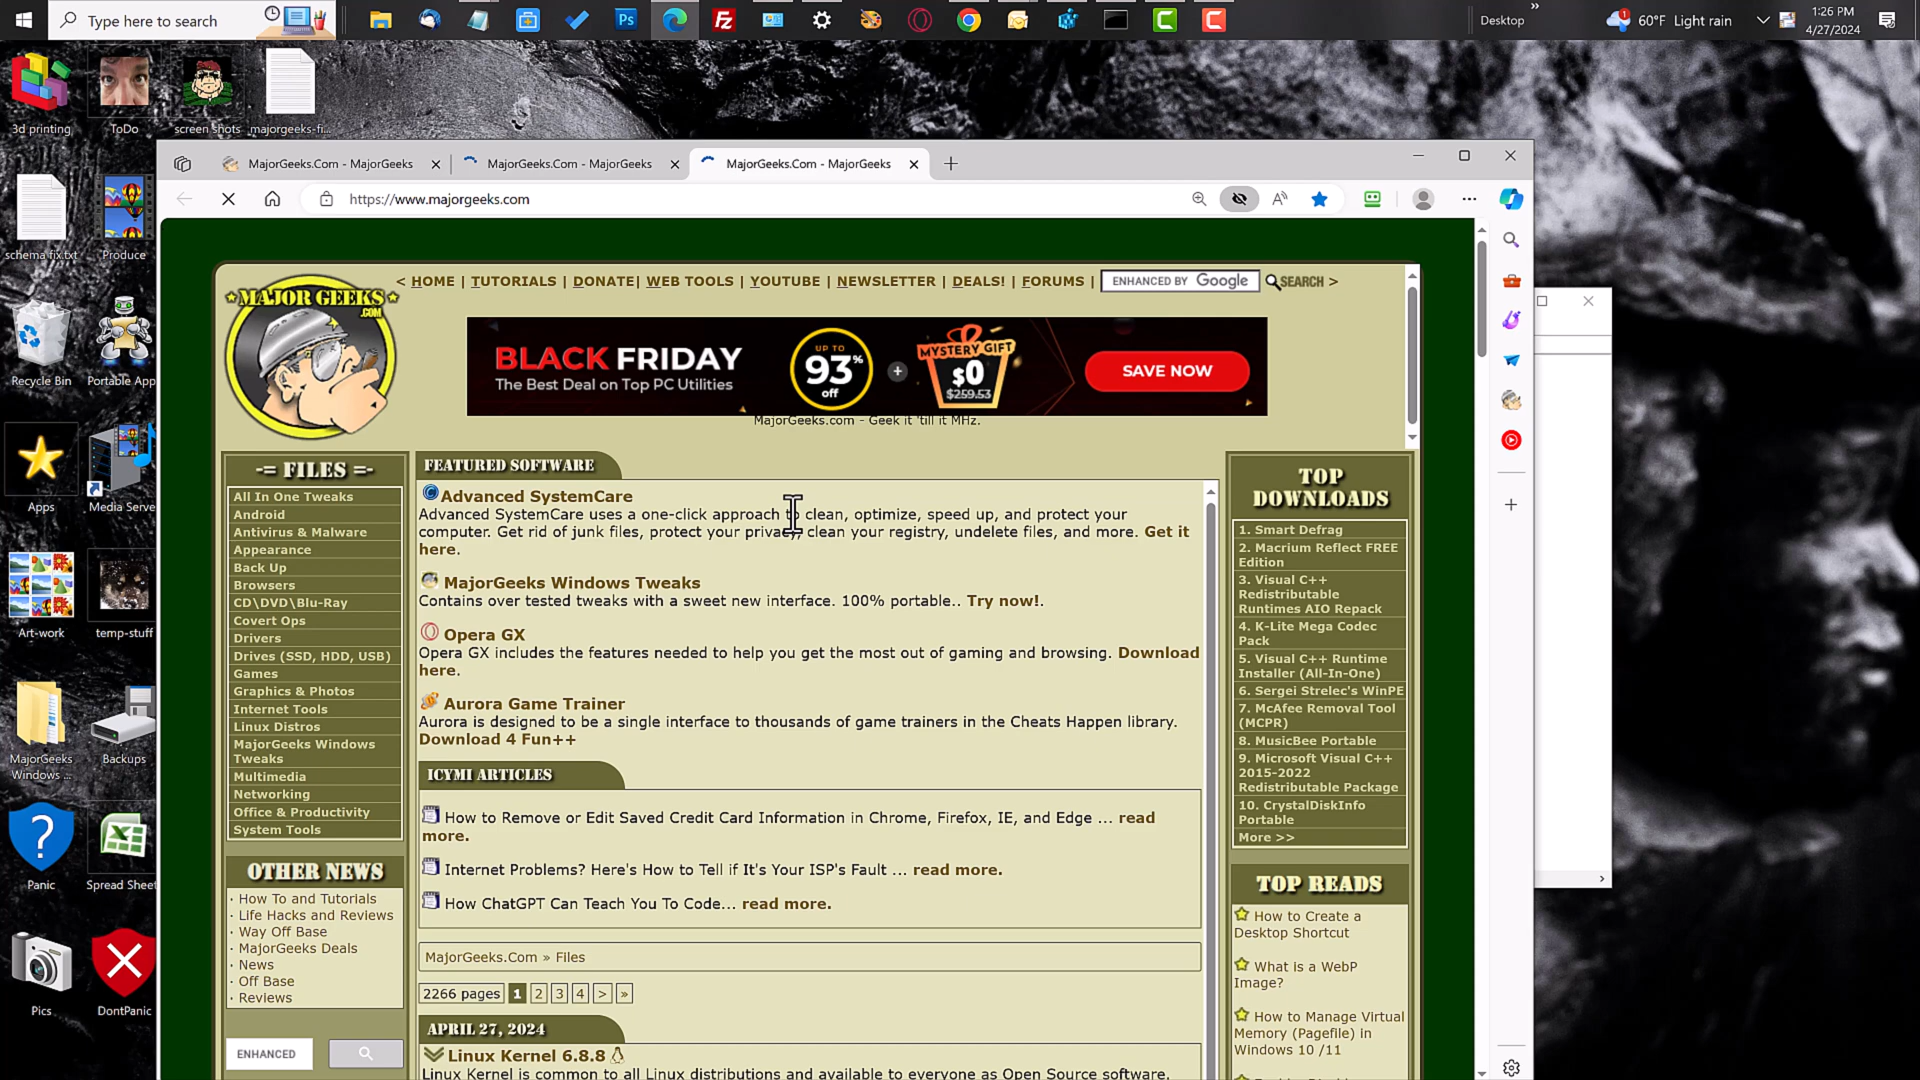 Type here to search
Desktop
60°F Light rain
1:26 PM
4/27/2024
3d printing
ToDo
screen shots
majorgeeks-fi...
schema fix.txt
Produce
Recycle Bin
Portable App
Apps
Media Serve
Art-work
temp-stuff
MajorGeeks
Windows ...
Backups
Panic
Spread Sheet
Pics
DontPanic
MajorGeeks.Com - MajorGeeks
MajorGeeks.Com - MajorGeeks
MajorGeeks.Com - MajorGeeks
https://www.majorgeeks.com
MAJOR GEEKS
.COM
< HOME | TUTORIALS | DONATE| WEB TOOLS | YOUTUBE | NEWSLETTER | DEALS! | FORUMS | ENHANCED BY Google SEARCH >
BLACK FRIDAY
The Best Deal on Top PC Utilities
UP TO
93%
off
+
MYSTERY GIFT
$0
$259.53
SAVE NOW
MajorGeeks.com - Geek it 'till it MHz.
-= FILES =-
All In One Tweaks
Android
Antivirus & Malware
Appearance
Back Up
Browsers
CD\DVD\Blu-Ray
Covert Ops
Drivers
Drives (SSD, HDD, USB)
Games
Graphics & Photos
Internet Tools
Linux Distros
MajorGeeks Windows
Tweaks
Multimedia
Networking
Office & Productivity
System Tools
OTHER NEWS
· How To and Tutorials
· Life Hacks and Reviews
· Way Off Base
· MajorGeeks Deals
· News
· Off Base
· Reviews
ENHANCED
FEATURED SOFTWARE
Advanced SystemCare
Advanced SystemCare uses a one-click approach to clean, optimize, speed up, and protect your
computer. Get rid of junk files, protect your privacy, clean your registry, undelete files, and more. Get it
here.
MajorGeeks Windows Tweaks
Contains over tested tweaks with a sweet new interface. 100% portable.. Try now!.
Opera GX
Opera GX includes the features needed to help you get the most out of gaming and browsing. Download
here.
Aurora Game Trainer
Aurora is designed to be a single interface to thousands of game trainers in the Cheats Happen library.
Download 4 Fun++
ICYMI ARTICLES
How to Remove or Edit Saved Credit Card Information in Chrome, Firefox, IE, and Edge ... read
more.
Internet Problems? Here's How to Tell if It's Your ISP's Fault ... read more.
How ChatGPT Can Teach You To Code... read more.
MajorGeeks.Com » Files
2266 pages 1 2 3 4 > »
APRIL 27, 2024
Linux Kernel 6.8.8
Linux Kernel is common to all Linux distributions and available to everyone as Open Source software.
TOP
DOWNLOADS
1. Smart Defrag
2. Macrium Reflect FREE
Edition
3. Visual C++
Redistributable
Runtimes AIO Repack
4. K-Lite Mega Codec
Pack
5. Visual C++ Runtime
Installer (All-In-One)
6. Sergei Strelec's WinPE
7. McAfee Removal Tool
(MCPR)
8. MusicBee Portable
9. Microsoft Visual C++
2015-2022
Redistributable Package
10. CrystalDiskInfo
Portable
More >>
TOP READS
How to Create a
Desktop Shortcut
What is a WebP
Image?
How to Manage Virtual
Memory (Pagefile) in
Windows 10 /11